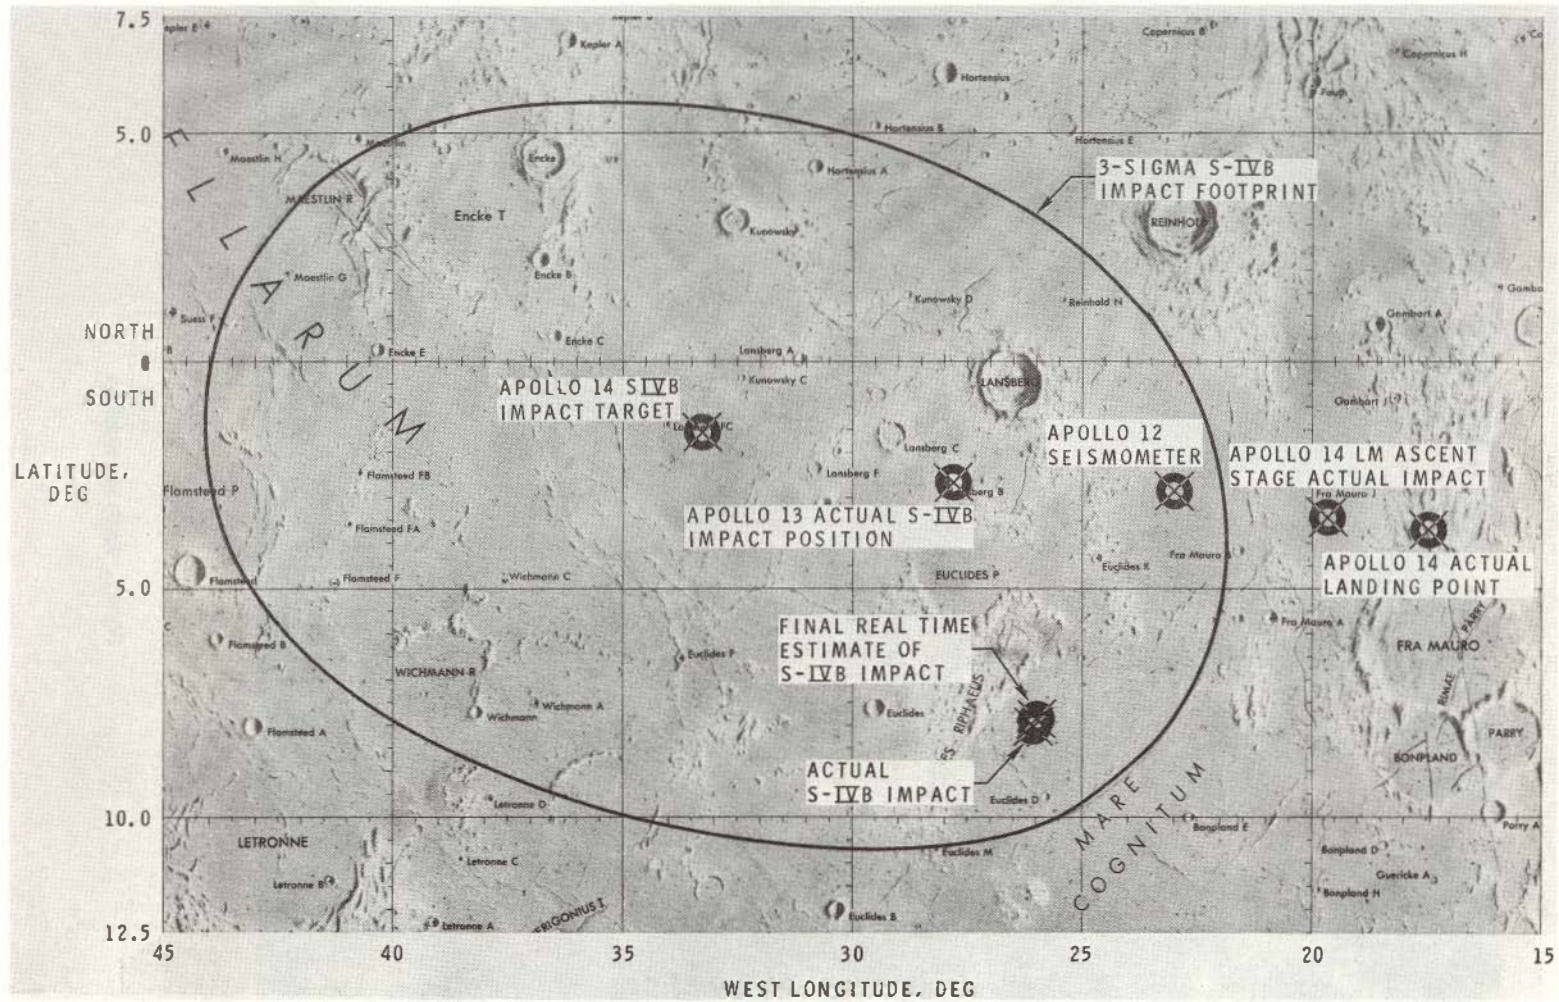 7.5
Kepler A
Copernicus B
Copernicus H
Hortensius
Fauth
5.0
Hortensius B
Hortensius E
Maestlin H
Encke
Hortensius A
3-SIGMA S-IVB
IMPACT FOOTPRINT
MAESTLIN R
Encke T
REINHOLD
Kunowsky
Encke B
Maestlin G
Kunowsky D
Reinhold N
Suess F
Gambart A
NORTH
ELLARUM
Encke E
Encke C
Lansberg A
0
Kunowsky C
LANSBERG
SOUTH
APOLLO 14 SIVB
IMPACT TARGET
Gambart J
APOLLO 12
SEISMOMETER
Lansberg C
APOLLO 14 LM ASCENT
STAGE ACTUAL IMPACT
LATITUDE,
DEG
Flamsteed FB
Lansberg F
Flamsteed P
Fra Mauro J
APOLLO 13 ACTUAL S-IVB
IMPACT POSITION
Flamsteed FA
Fra Mauro
Euclides K
APOLLO 14 ACTUAL
LANDING POINT
Flamsteed
Flamsteed F
Wichmann C
EUCLIDES P
5.0
FINAL REAL TIME
ESTIMATE OF
S-IVB IMPACT
Fra Mauro A
PARRY
Flamsteed B
Euclides F
FRA MAURO
WICHMANN R
RIPHAEUS
RIMAE
Wichmann A
Wichmann
Euclides
Flamsteed A
PARRY
BONPLAND
ACTUAL
S-IVB IMPACT
Letronne D
Euclides D
MARE
COGNITUM
10.0
Bonpland E
Parry A
LETRONNE
Euclides M
Bonpland D
Letronne C
Guericke A
Letronne B
Bonpland H
Euclides B
Letronne A
12.5
45
40
35
30
25
20
15
WEST LONGITUDE, DEG